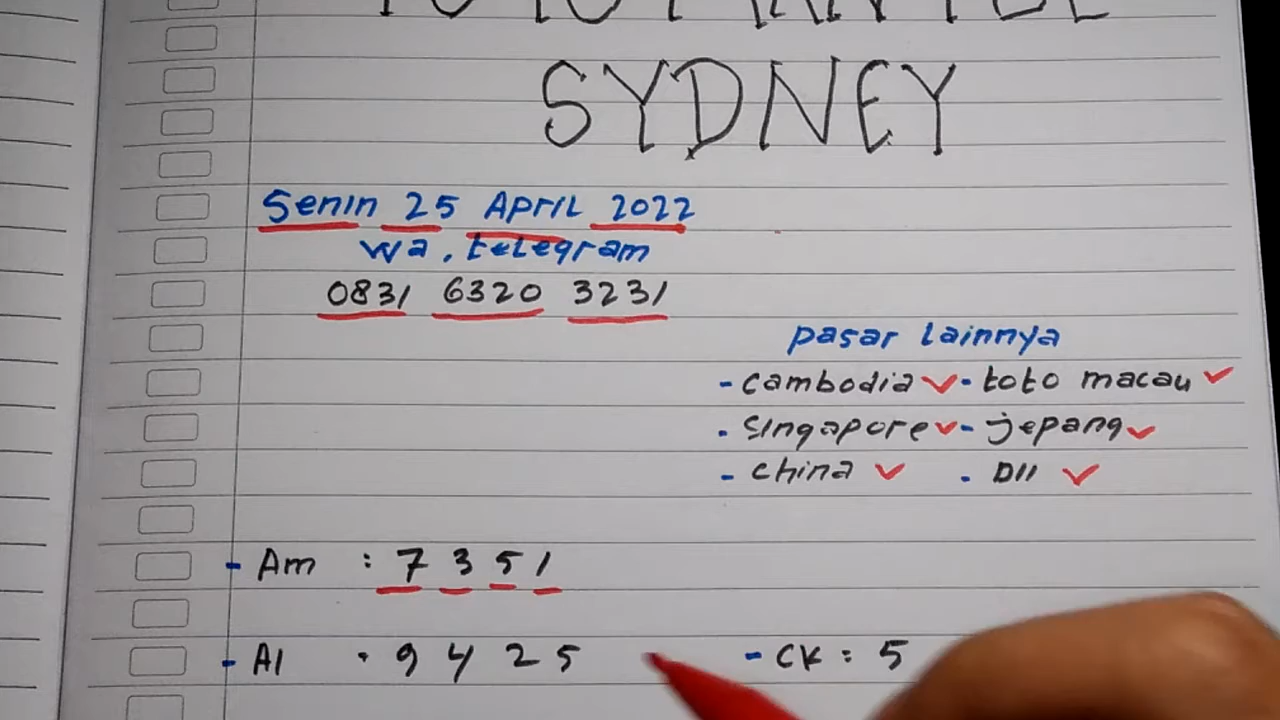 SYDNEY
Senin 25 April 2022
wa. telegram
0831 6320 3231
pasar lainnya
- cambodia ✓ - toto macau ✓
- singapore ✓ - jepang ✓
- china ✓ - Dll ✓
- Am : 7 3 5 1
- AI : 9 4 2 5 - CK : 5